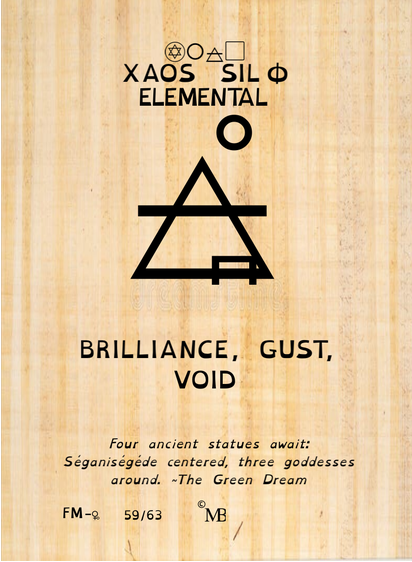 XAOS SILΦ
ELEMENTAL
BRILLIANCE, GUST,
VOID
Four ancient statues await:
Séganiségéde centered, three goddesses
around. ~The Green Dream
FM-♀ 59/63 © MB